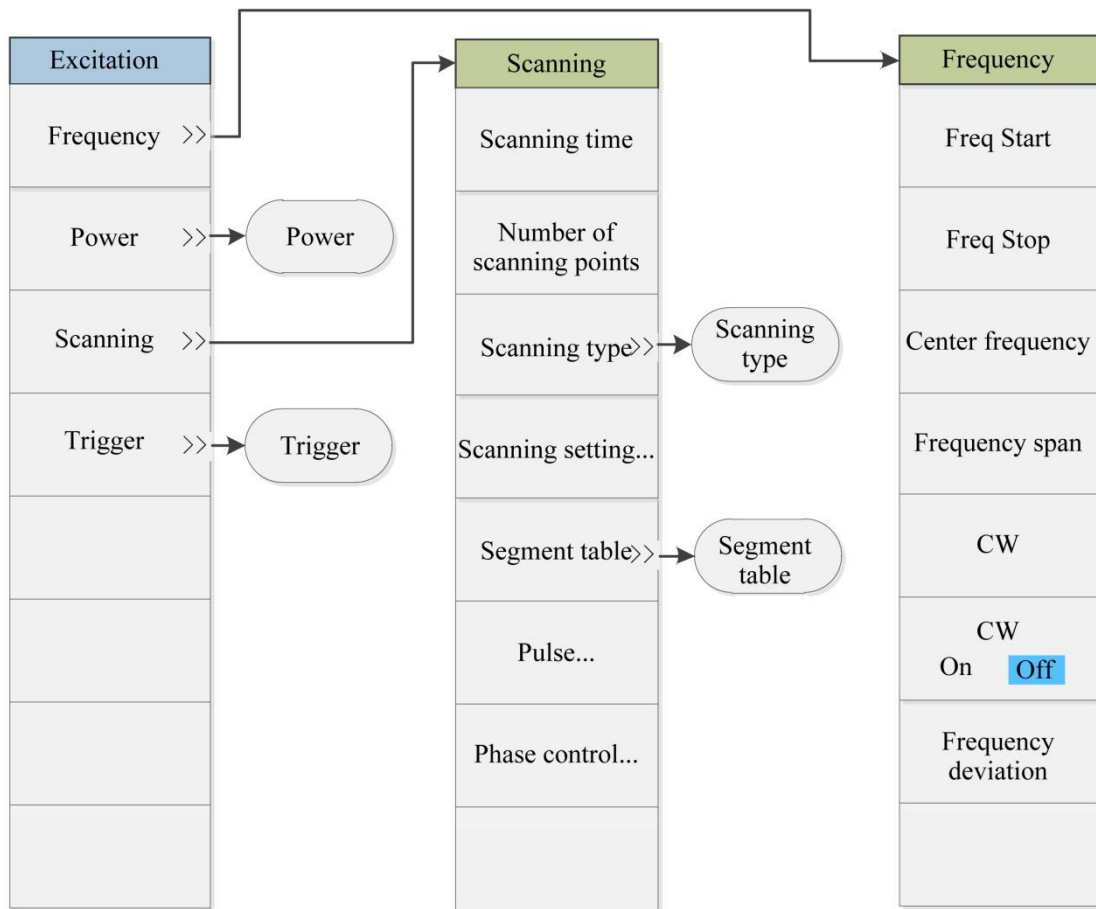 Excitation
Frequency >>
Power >>
Power
Scanning >>
Trigger >>
Trigger
Scanning
Scanning time
Number of
scanning points
Scanning type >>
Scanning
type
Scanning setting...
Segment table >>
Segment
table
Pulse...
Phase control...
Frequency
Freq Start
Freq Stop
Center frequency
Frequency span
CW
CW
On Off
Frequency
deviation